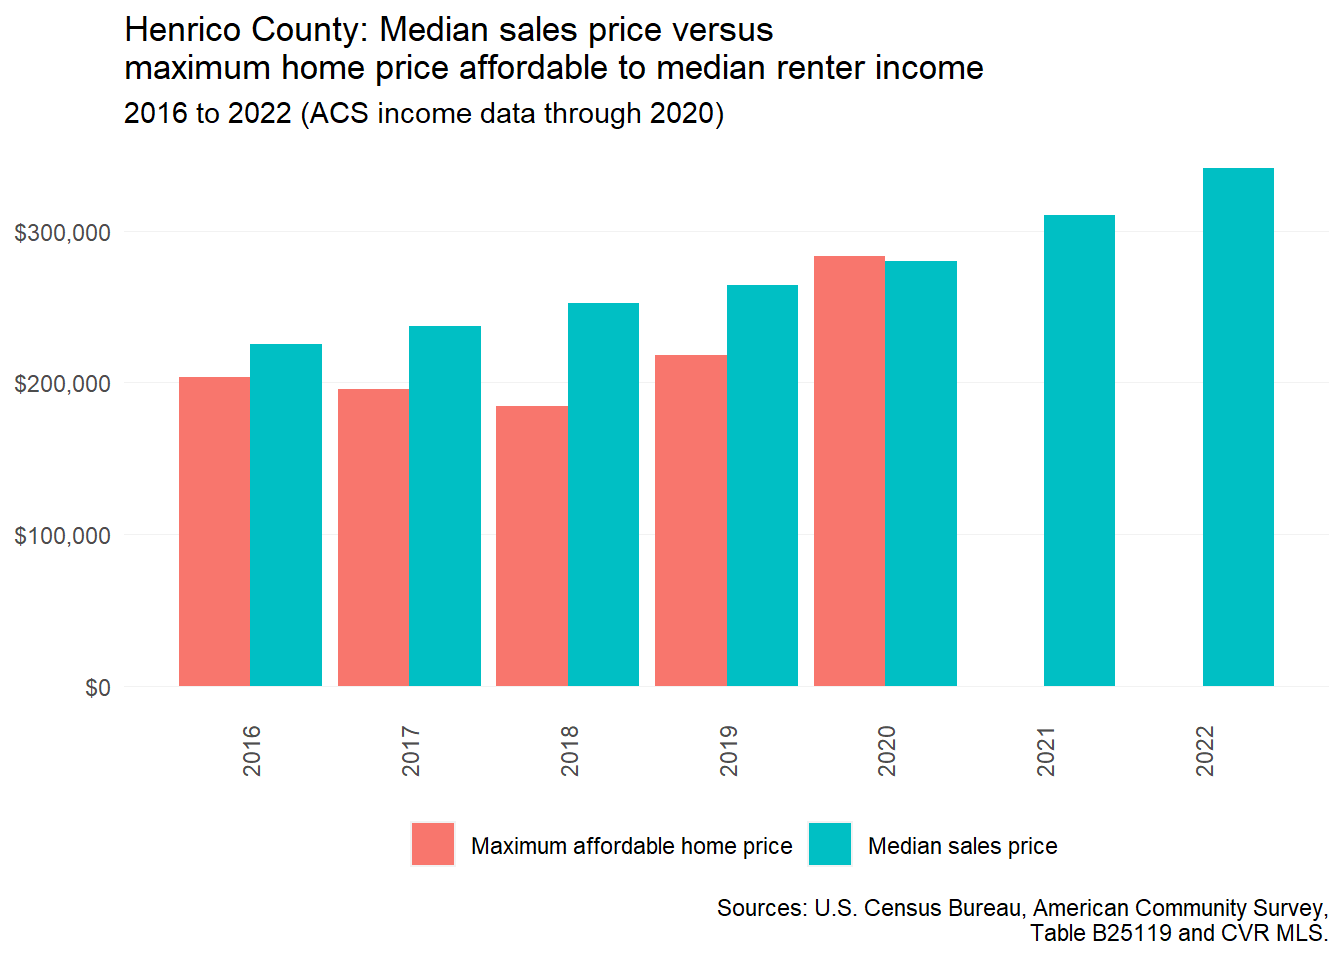 Henrico County: Median sales price versus
maximum home price affordable to median renter income
2016 to 2022 (ACS income data through 2020)
$300,000
$200,000
$100,000
$0
2016
2017
2018
2019
2020
2021
2022
Maximum affordable home price
Median sales price
Sources: U.S. Census Bureau, American Community Survey,
Table B25119 and CVR MLS.